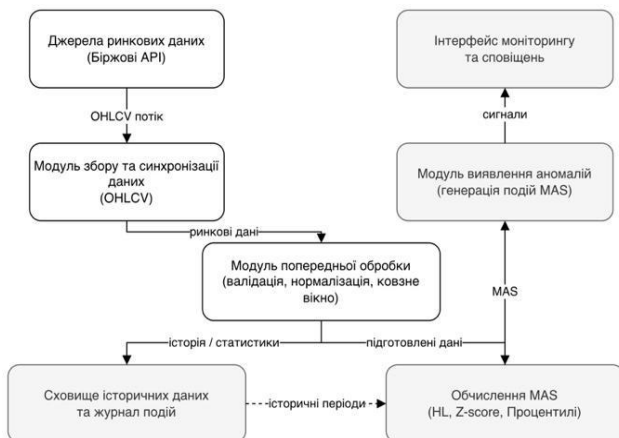 Джерела ринкових даних
(Біржові API)
Інтерфейс моніторингу
та сповіщень
OHLCV потік
сигнали
Модуль збору та синхронізації
даних
(OHLCV)
Модуль виявлення аномалій
(генерація подій MAS)
ринкові дані
Модуль попередньої обробки
(валідація, нормалізація, ковзне
вікно)
MAS
історія / статистики
підготовлені дані
Сховище історичних даних
та журнал подій
історичні періоди
Обчислення MAS
(HL, Z-score, Процентилі)